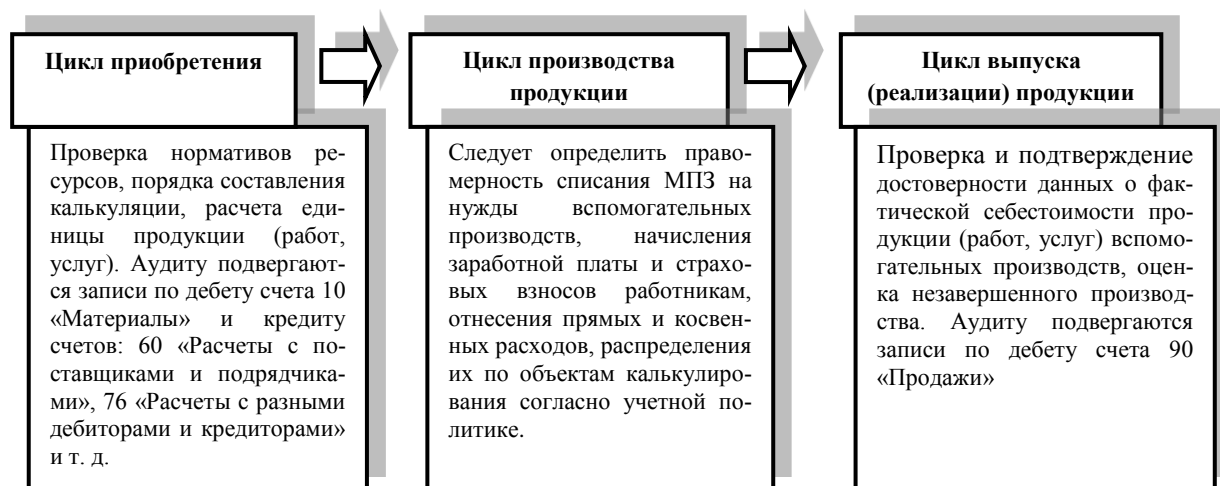 Цикл приобретения
Проверка нормативов ре-
сурсов, порядка составления
калькуляции, расчета еди-
ницы продукции (работ,
услуг). Аудиту подвергают-
ся записи по дебету счета 10
«Материалы» и кредиту
счетов: 60 «Расчеты с по-
ставщиками и подрядчика-
ми», 76 «Расчеты с разными
дебиторами и кредиторами»
и т. д.
Цикл производства
продукции
Следует определить право-
мерность списания МПЗ на
нужды вспомогательных
производств, начисления
заработной платы и страхо-
вых взносов работникам,
отнесения прямых и косвен-
ных расходов, распределения
их по объектам калькулиро-
вания согласно учетной по-
литике.
Цикл выпуска
(реализации) продукции
Проверка и подтверждение
достоверности данных о фак-
тической себестоимости про-
дукции (работ, услуг) вспомо-
гательных производств, оцен-
ка незавершенного производ-
ства. Аудиту подвергаются
записи по дебету счета 90
«Продажи»